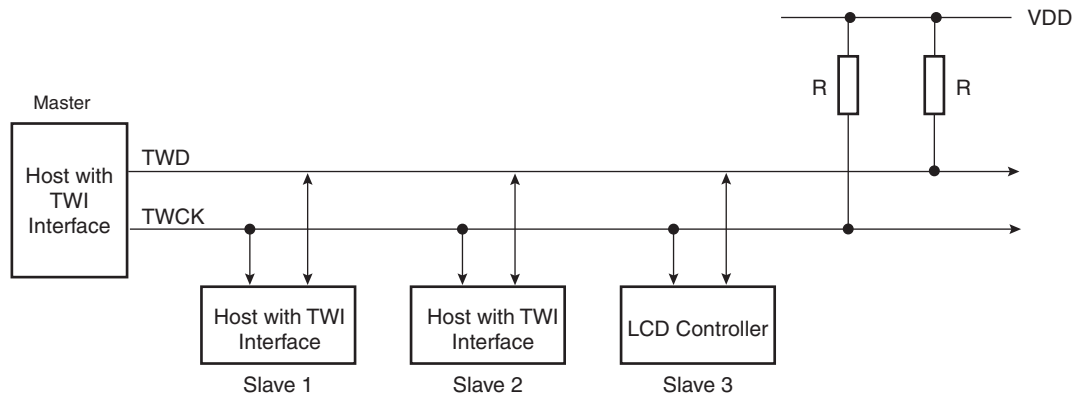 VDD
R
R
Master
Host with
TWI
Interface
TWD
TWCK
Host with TWI
Interface
Slave 1
Host with TWI
Interface
Slave 2
LCD Controller
Slave 3